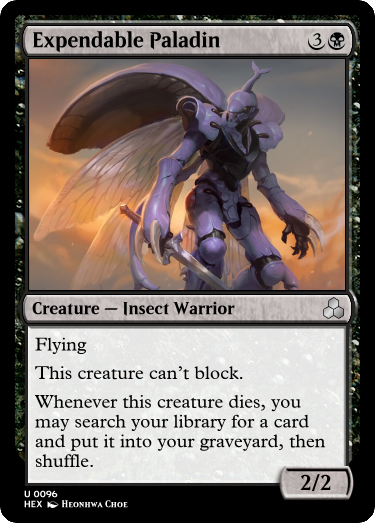 Expendable Paladin 3
Creature — Insect Warrior
Flying
This creature can't block.
Whenever this creature dies, you
may search your library for a card
and put it into your graveyard, then
shuffle.
2/2
U 0096
HEX Heonhwa Choe